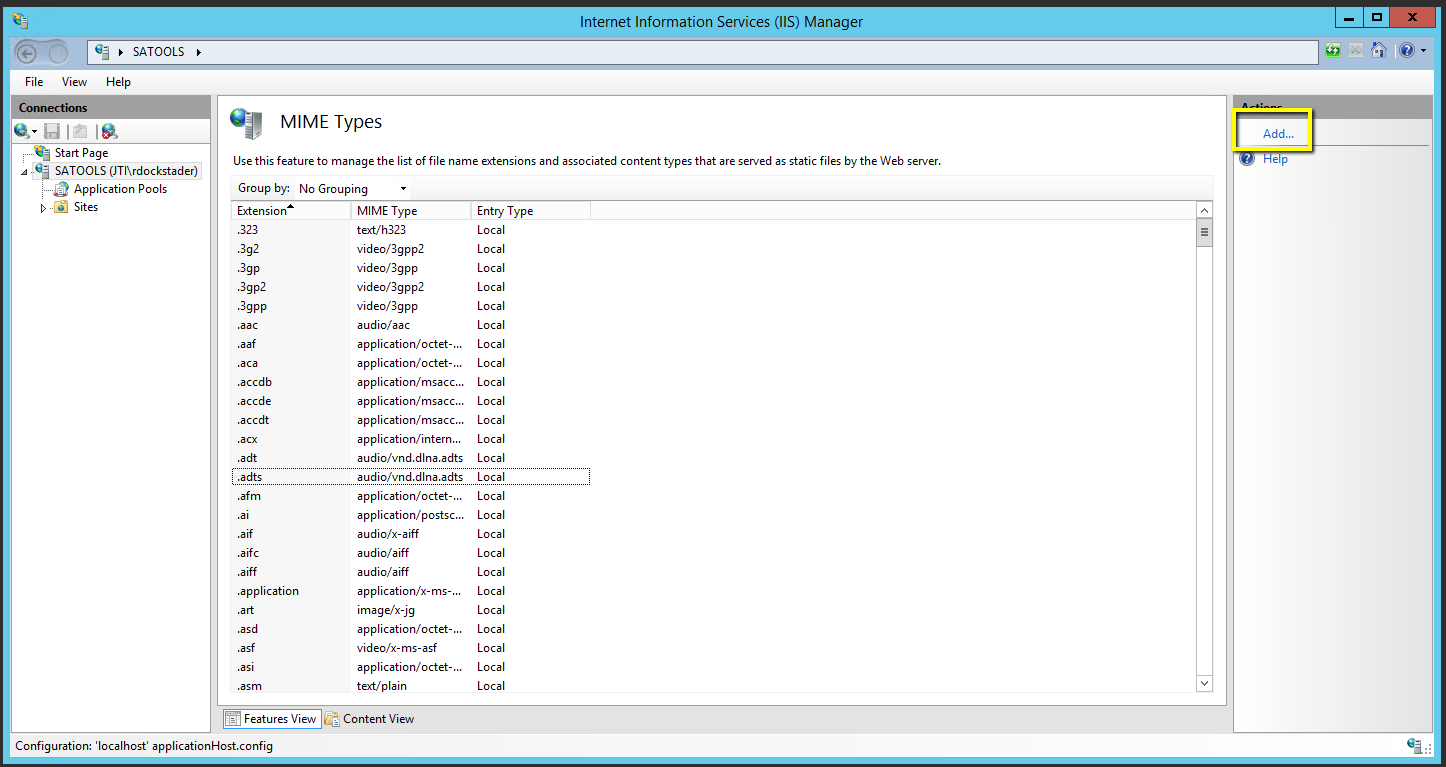 Internet Information Services (IIS) Manager
SATOOLS
File View Help
Connections
Start Page
SATOOLS (JTI\rdockstader)
Application Pools
Sites
MIME Types
Use this feature to manage the list of file name extensions and associated content types that are served as static files by the Web server.
Group by: No Grouping
Extension MIME Type Entry Type
.323 text/h323 Local
.3g2 video/3gpp2 Local
.3gp video/3gpp Local
.3gp2 video/3gpp2 Local
.3gpp video/3gpp Local
.aac audio/aac Local
.aaf application/octet-... Local
.aca application/octet-... Local
.accdb application/msacc... Local
.accde application/msacc... Local
.accdt application/msacc... Local
.acx application/intern... Local
.adt audio/vnd.dlna.adts Local
.adts audio/vnd.dlna.adts Local
.afm application/octet-... Local
.ai application/postsc... Local
.aif audio/x-aiff Local
.aifc audio/aiff Local
.aiff audio/aiff Local
.application application/x-ms-... Local
.art image/x-jg Local
.asd application/octet-... Local
.asf video/x-ms-asf Local
.asi application/octet-... Local
.asm text/plain Local
Features View Content View
Actions
Add...
Help
Configuration: 'localhost' applicationHost.config